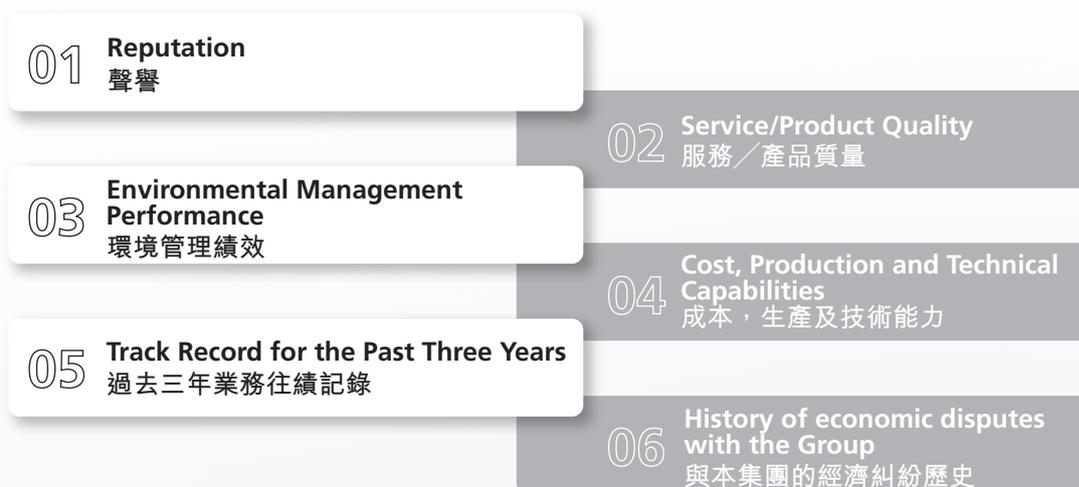 01
Reputation
聲譽
02
Service/Product Quality
服務／產品質量
03
Environmental Management
Performance
環境管理績效
04
Cost, Production and Technical
Capabilities
成本，生產及技術能力
05
Track Record for the Past Three Years
過去三年業務往績記錄
06
History of economic disputes
with the Group
與本集團的經濟糾紛歷史